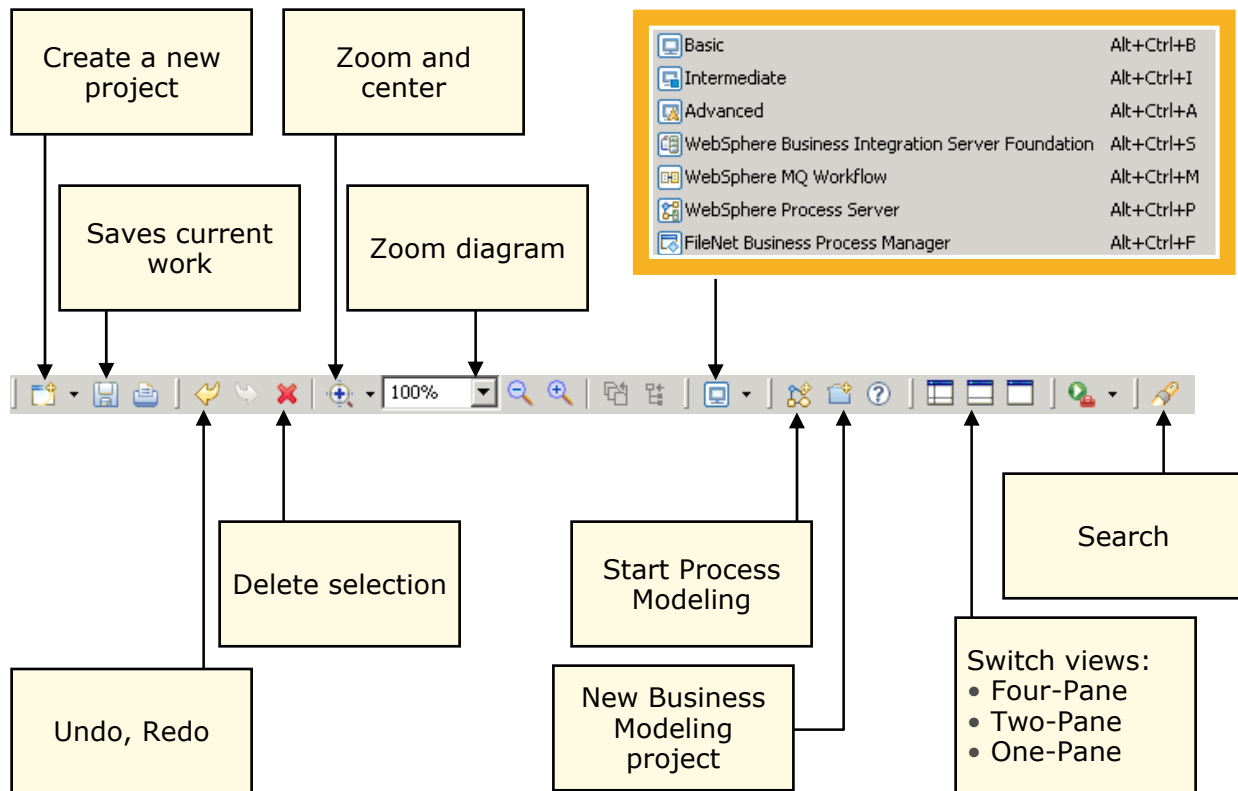 Create a new
project
Zoom and
center
Basic Alt+Ctrl+B
Intermediate Alt+Ctrl+I
Advanced Alt+Ctrl+A
WebSphere Business Integration Server Foundation Alt+Ctrl+S
WebSphere MQ Workflow Alt+Ctrl+M
WebSphere Process Server Alt+Ctrl+P
FileNet Business Process Manager Alt+Ctrl+F
Saves current
work
Zoom diagram
100%
Delete selection
Start Process
Modeling
Search
Undo, Redo
New Business
Modeling
project
Switch views:
• Four-Pane
• Two-Pane
• One-Pane